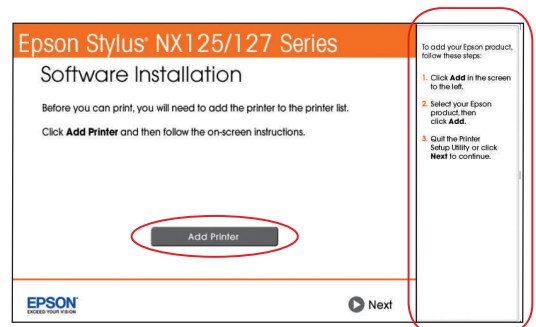 Epson Stylus® NX125/127 Series
Software Installation
Before you can print, you will need to add the printer to the printer list.
Click Add Printer and then follow the on-screen instructions.
Add Printer
EPSON®
EXCEED YOUR VISION
Next
To add your Epson product,
follow these steps:
1. Click Add in the screen
to the left.
2. Select your Epson
product, then
click Add.
3. Quit the Printer
Setup Utility or click
Next to continue.